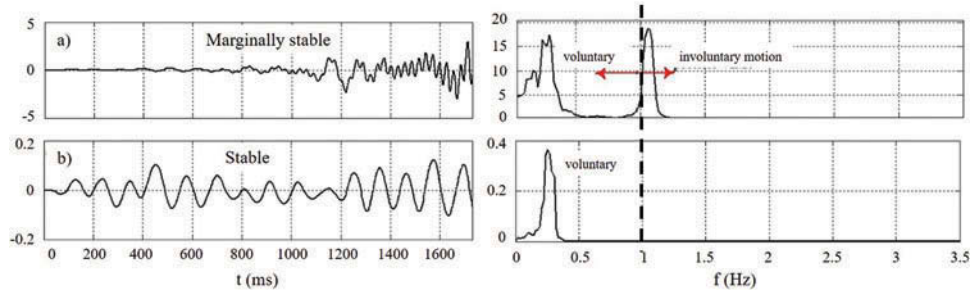 a) Marginally stable
5
0
-5
b) Stable
0.2
0
-0.2
0 200 400 600 800 1000 1200 1400 1600
t (ms)
20
15
10
5
0
voluntary involuntary motion
0.4
0.2
0
voluntary
0 0.5 1 1.5 2 2.5 3 3.5
f (Hz)